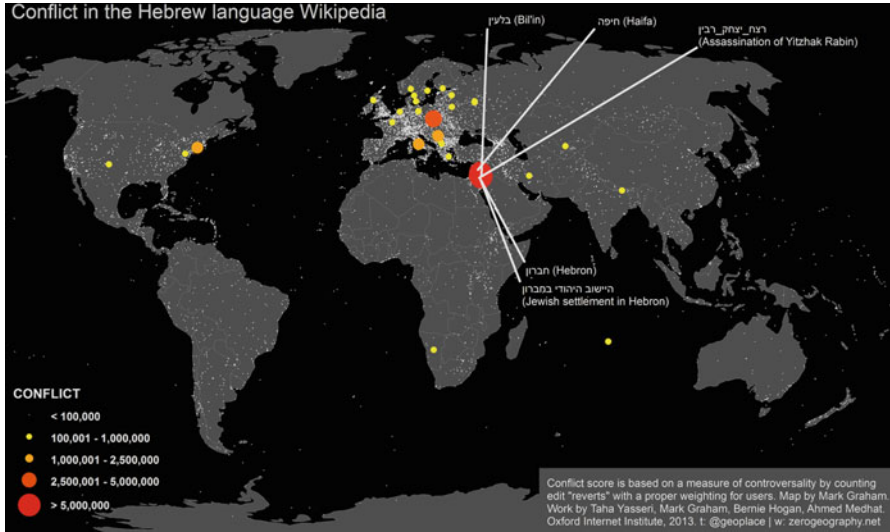 Conflict in the Hebrew language Wikipedia
בלעין (Bil'in)
חיפה (Haifa)
רצח_יצחק_רבין
(Assassination of Yitzhak Rabin)
חברון (Hebron)
היישוב היהודי במברון
(Jewish settlement in Hebron)
CONFLICT
< 100,000
100,001 - 1,000,000
1,000,001 - 2,500,000
2,500,001 - 5,000,000
> 5,000,000
Conflict score is based on a measure of controversality by counting
edit "reverts" with a proper weighting for users. Map by Mark Graham.
Work by Taha Yasseri, Mark Graham, Bernie Hogan, Ahmed Medhat.
Oxford Internet Institute, 2013. t: @geoplace | w: zerogeography.net